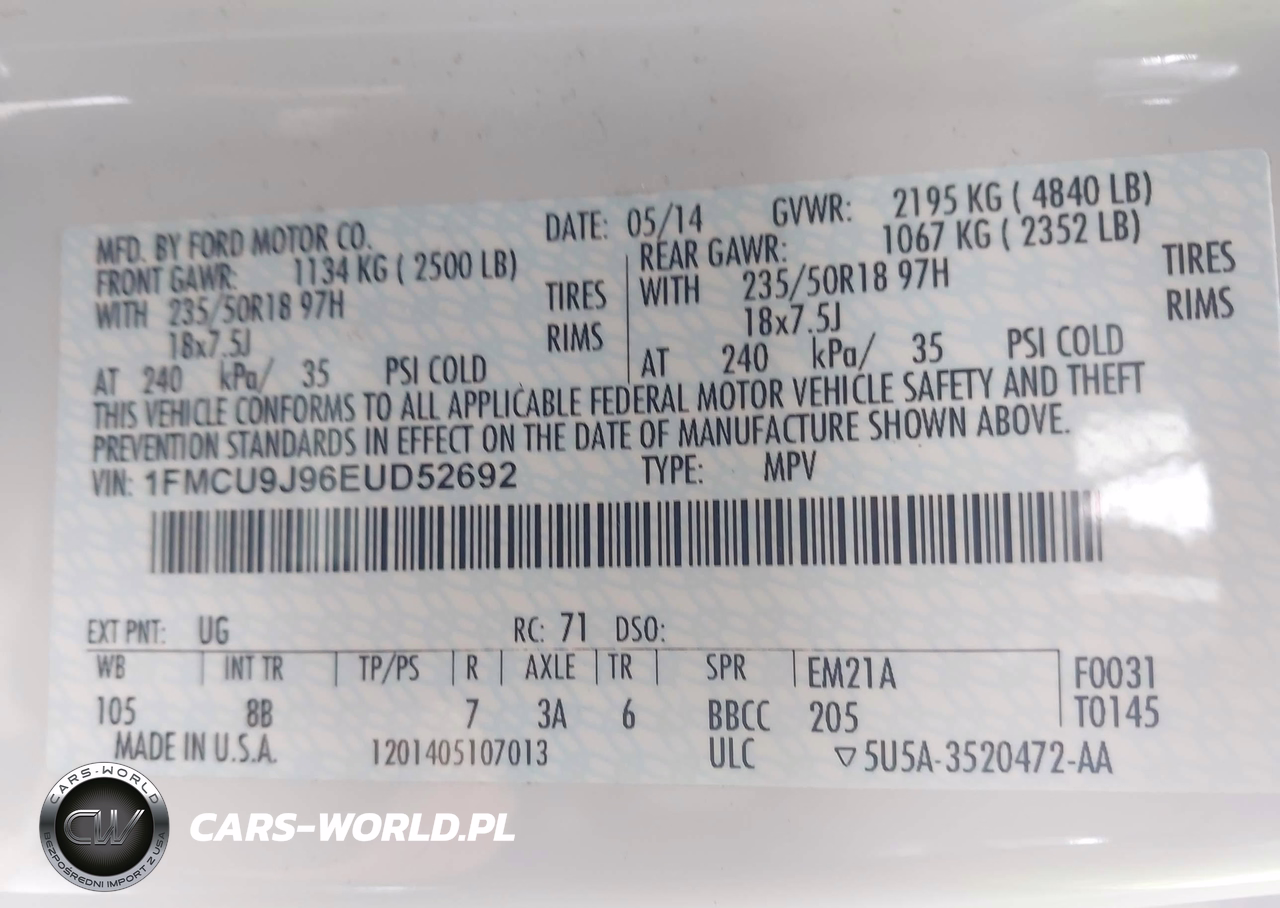 MFD. BY FORD MOTOR CO. DATE: 05/14 GVWR: 2195 KG ( 4840 LB)
FRONT GAWR: 1134 KG ( 2500 LB) REAR GAWR: 1067 KG ( 2352 LB)
WITH 235/50R18 97H TIRES WITH 235/50R18 97H TIRES
18x7.5J RIMS 18x7.5J RIMS
AT 240 kPa/ 35 PSI COLD AT 240 kPa/ 35 PSI COLD
THIS VEHICLE CONFORMS TO ALL APPLICABLE FEDERAL MOTOR VEHICLE SAFETY AND THEFT
PREVENTION STANDARDS IN EFFECT ON THE DATE OF MANUFACTURE SHOWN ABOVE.
VIN: 1FMCU9J96EUD52692 TYPE: MPV
EXT PNT: UG RC: 71 DSO:
WB INT TR TP/PS R AXLE TR SPR EM21A F0031
105 8B 7 3A 6 BBCC 205 T0145
MADE IN U.S.A. 1201405107013 ULC ▽5U5A-3520472-AA
CARS-WORLD
CW
BEZPOŚREDNI IMPORT Z USA
CARS-WORLD.PL